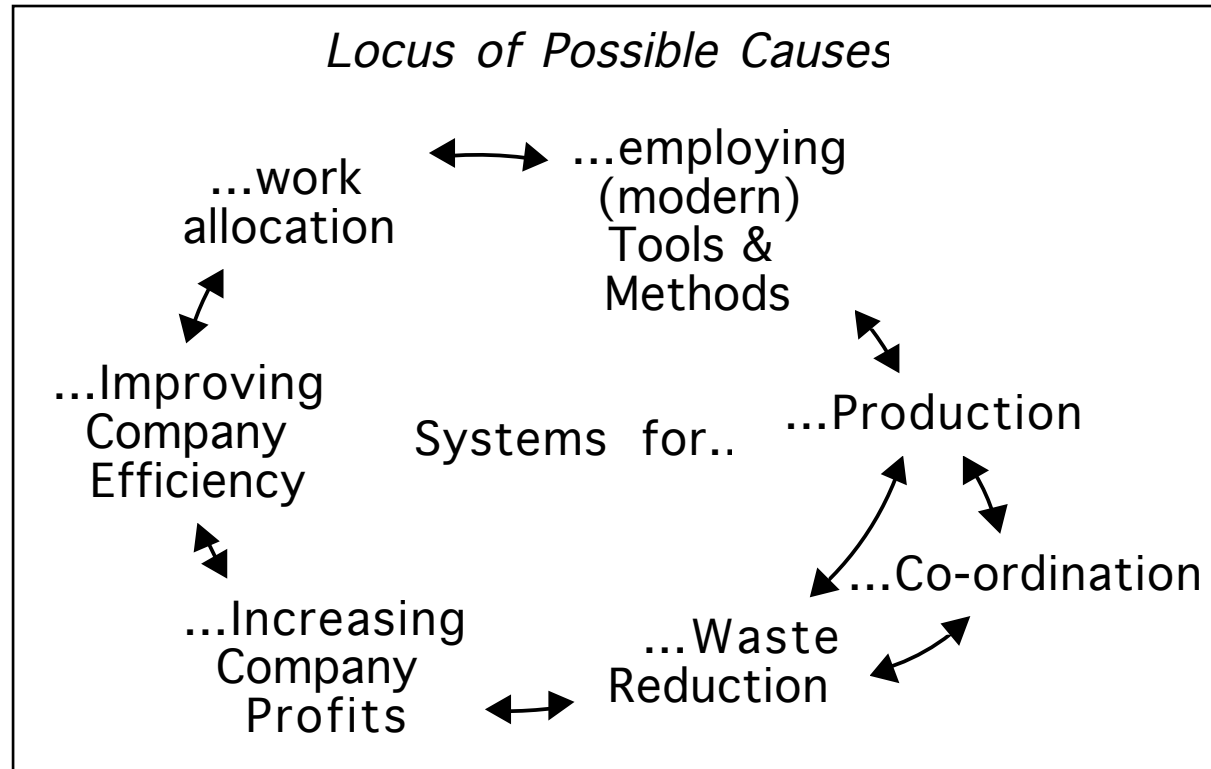 Locus of Possible Causes
...work
allocation
...employing
(modern)
Tools &
Methods
...Improving
Company
Efficiency
Systems for..
...Production
...Co-ordination
...Increasing
Company
Profits
...Waste
Reduction